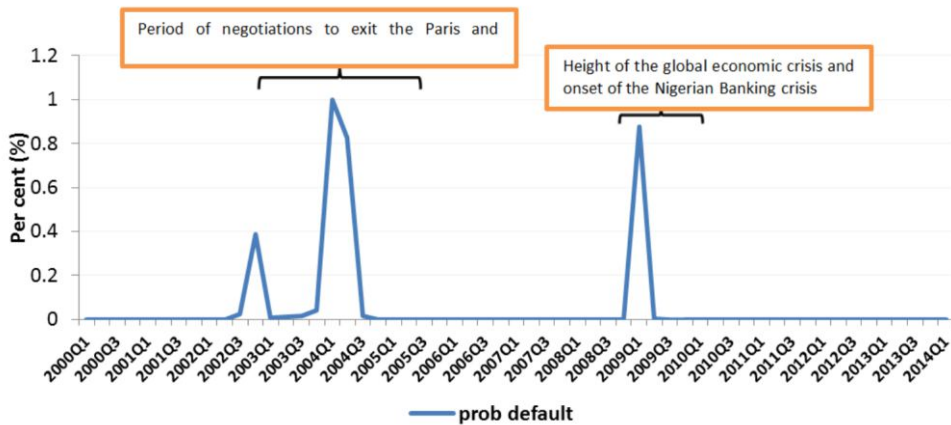 Period of negotiations to exit the Paris and
Height of the global economic crisis and
onset of the Nigerian Banking crisis
Per cent (%)
1.2
1
0.8
0.6
0.4
0.2
0
2000Q1
2000Q3
2001Q1
2001Q3
2002Q1
2002Q3
2003Q1
2003Q3
2004Q1
2004Q3
2005Q1
2005Q3
2006Q1
2006Q3
2007Q1
2007Q3
2008Q1
2008Q3
2009Q1
2009Q3
2010Q1
2010Q3
2011Q1
2011Q3
2012Q1
2012Q3
2013Q1
2013Q3
2014Q1
prob default